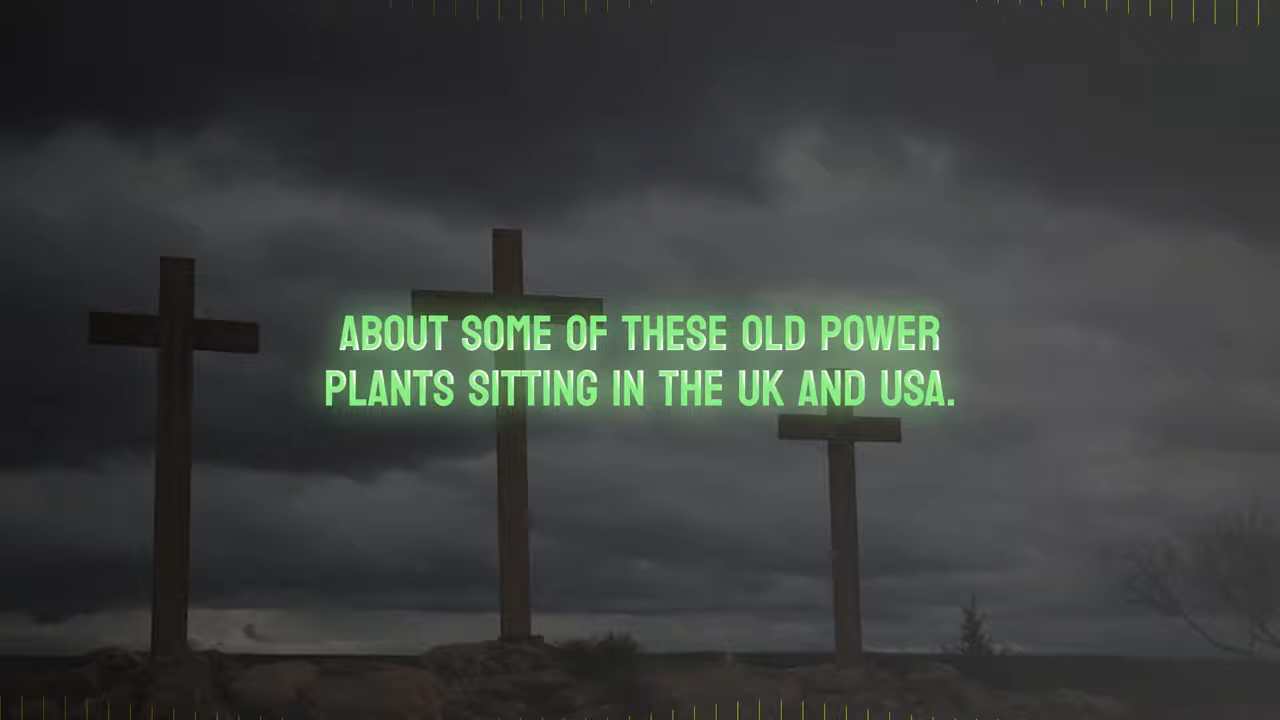 ABOUT SOME OF THESE OLD POWER
PLANTS SITTING IN THE UK AND USA.